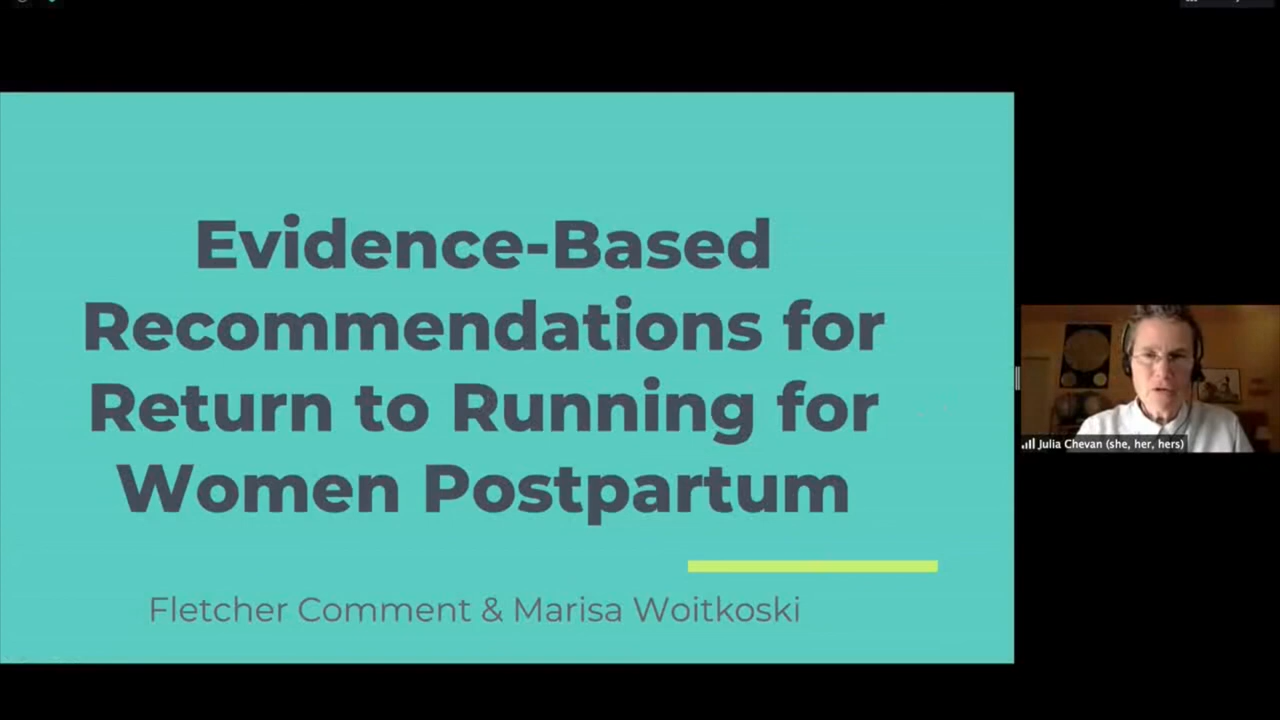 Evidence-Based
Recommendations for
Return to Running for
Women Postpartum
Fletcher Comment & Marisa Woitkoski
Julia Chevan (she, her, hers)